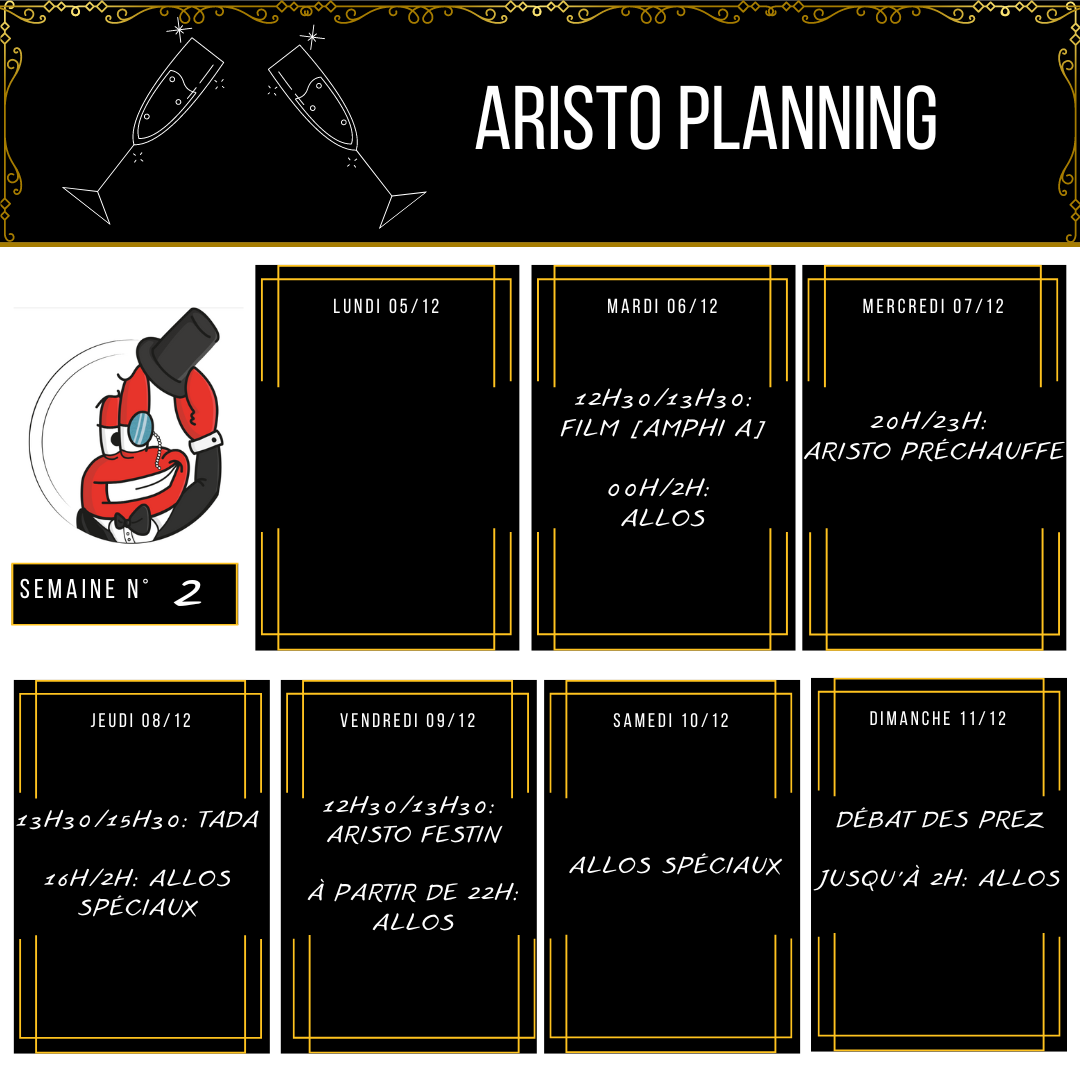 ARISTO PLANNING
LUNDI 05/12
MARDI 06/12
12H30/13H30:
FILM [AMPHI A]
00H/2H:
ALLOS
MERCREDI 07/12
20H/23H:
ARISTO PRÉCHAUFFE
SEMAINE N° 2
JEUDI 08/12
13H30/15H30: TADA
16H/2H: ALLOS
SPÉCIAUX
VENDREDI 09/12
12H30/13H30:
ARISTO FESTIN
À PARTIR DE 22H:
ALLOS
SAMEDI 10/12
ALLOS SPÉCIAUX
DIMANCHE 11/12
DÉBAT DES PREZ
JUSQU'À 2H: ALLOS